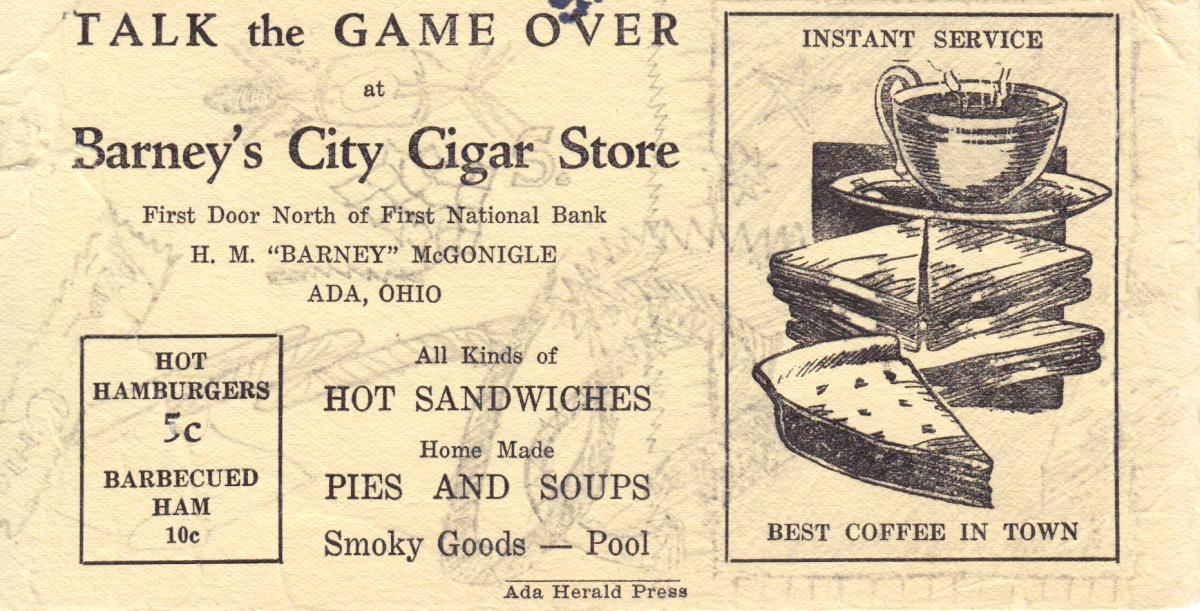 TALK the GAME OVER
at
Barney's City Cigar Store
First Door North of First National Bank
H. M. "BARNEY" McGONIGLE
ADA, OHIO
HOT
HAMBURGERS
5c
BARBECUED
HAM
10c
All Kinds of
HOT SANDWICHES
Home Made
PIES AND SOUPS
Smoky Goods — Pool
Ada Herald Press
INSTANT SERVICE
BEST COFFEE IN TOWN